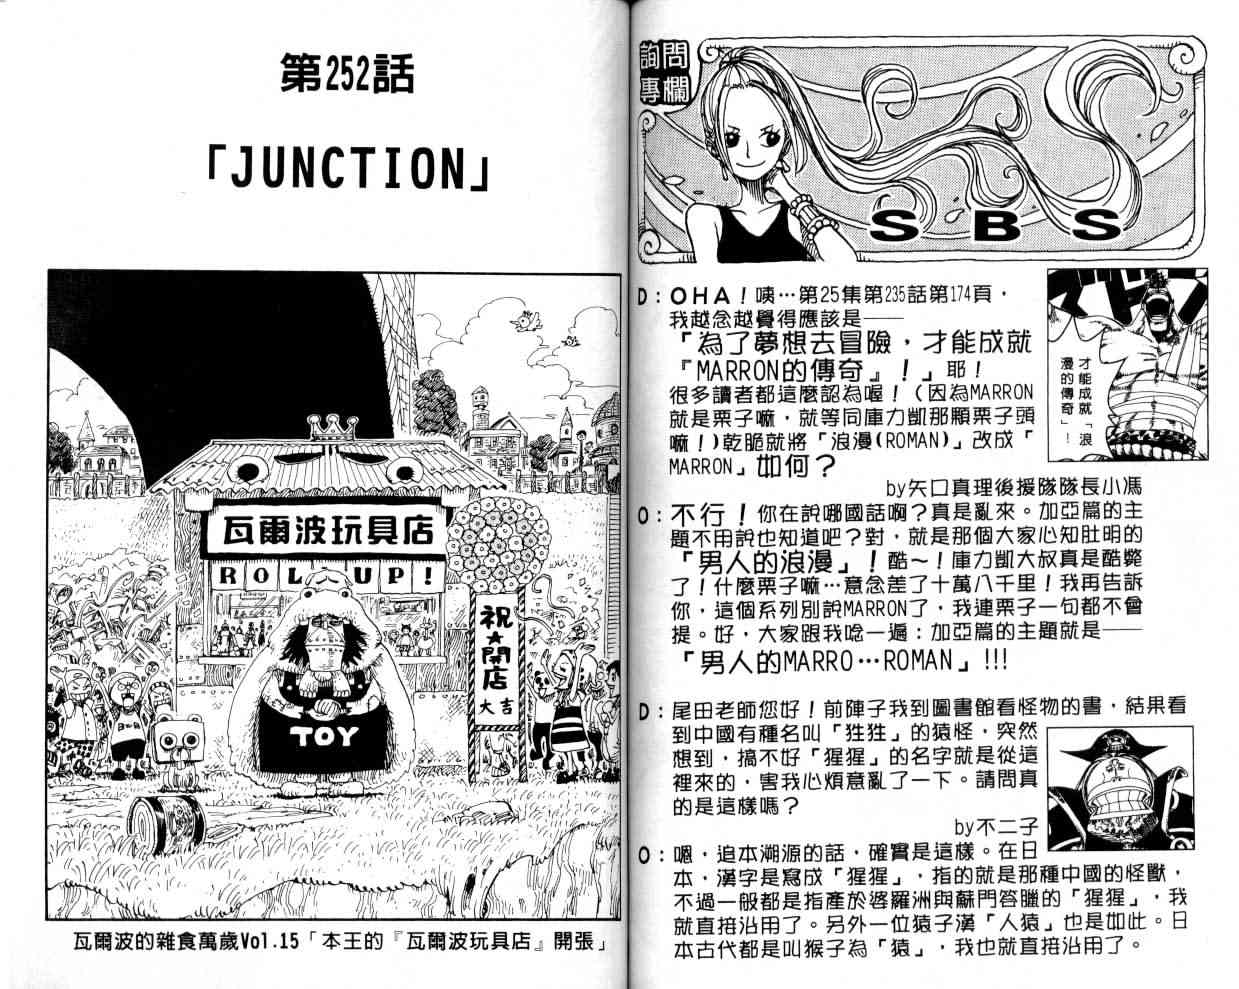 第252話
「JUNCTION」
瓦爾波玩具店
ROLL UP!
祝★開店
大吉
TOY
瓦爾波的雜食萬歲Vol.15「本王的『瓦爾波玩具店』開張」
詢問
專欄
SBS
D：OHA！咦…第25集第235話第174頁，
我越念越覺得應該是——
「為了夢想去冒險，才能成就
『MARRON的傳奇』！」耶！
很多讀者都這麼認為喔！（因為MARRON
就是栗子嘛，就等同庫力凱那顆栗子頭
嘛！)乾脆就將「浪漫(ROMAN)」改成「
MARRON」如何？
by矢口真理後援隊隊長小馮
才能成就「浪
漫的傳奇」！
O：不行！你在說哪國話啊？真是亂來。加亞篇的主
題不用說也知道吧？對，就是那個大家心知肚明的
「男人的浪漫」！酷～！庫力凱大叔真是酷斃
了！什麼栗子嘛…意念差了十萬八千里！我再告訴
你，這個系列別說MARRON了，我連栗子一句都不會
提。好，大家跟我唸一遍：加亞篇的主題就是——
「男人的MARRO…ROMAN」!!!
D：尾田老師您好！前陣子我到圖書館看怪物的書，結果看
到中國有種名叫「狌狌」的猿怪，突然
想到，搞不好「猩猩」的名字就是從這
裡來的，害我心煩意亂了一下。請問真
的是這樣嗎？
by不二子
O：嗯，追本溯源的話，確實是這樣。在日
本，漢字是寫成「猩猩」，指的就是那種中國的怪獸，
不過一般都是指產於婆羅洲與蘇門答臘的「猩猩」，我
就直接沿用了。另外一位猿子漢「人猿」也是如此。日
本古代都是叫猴子為「猿」，我也就直接沿用了。